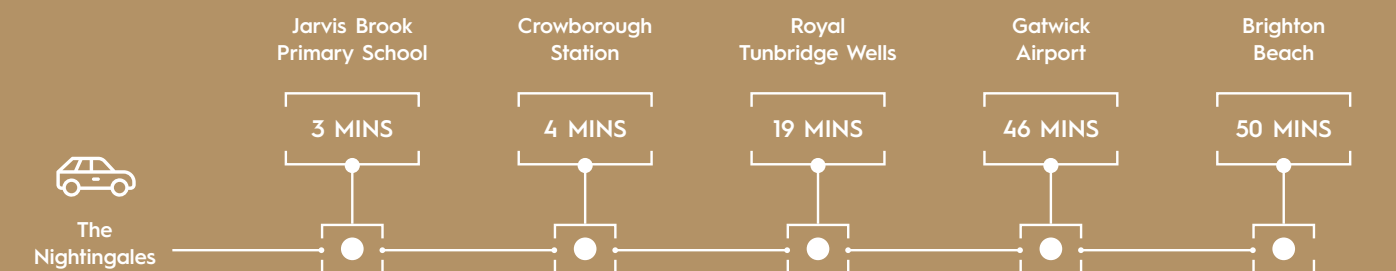 Jarvis Brook
Primary School
Crowborough
Station
Royal
Tunbridge Wells
Gatwick
Airport
Brighton
Beach
3 MINS
4 MINS
19 MINS
46 MINS
50 MINS
The
Nightingales